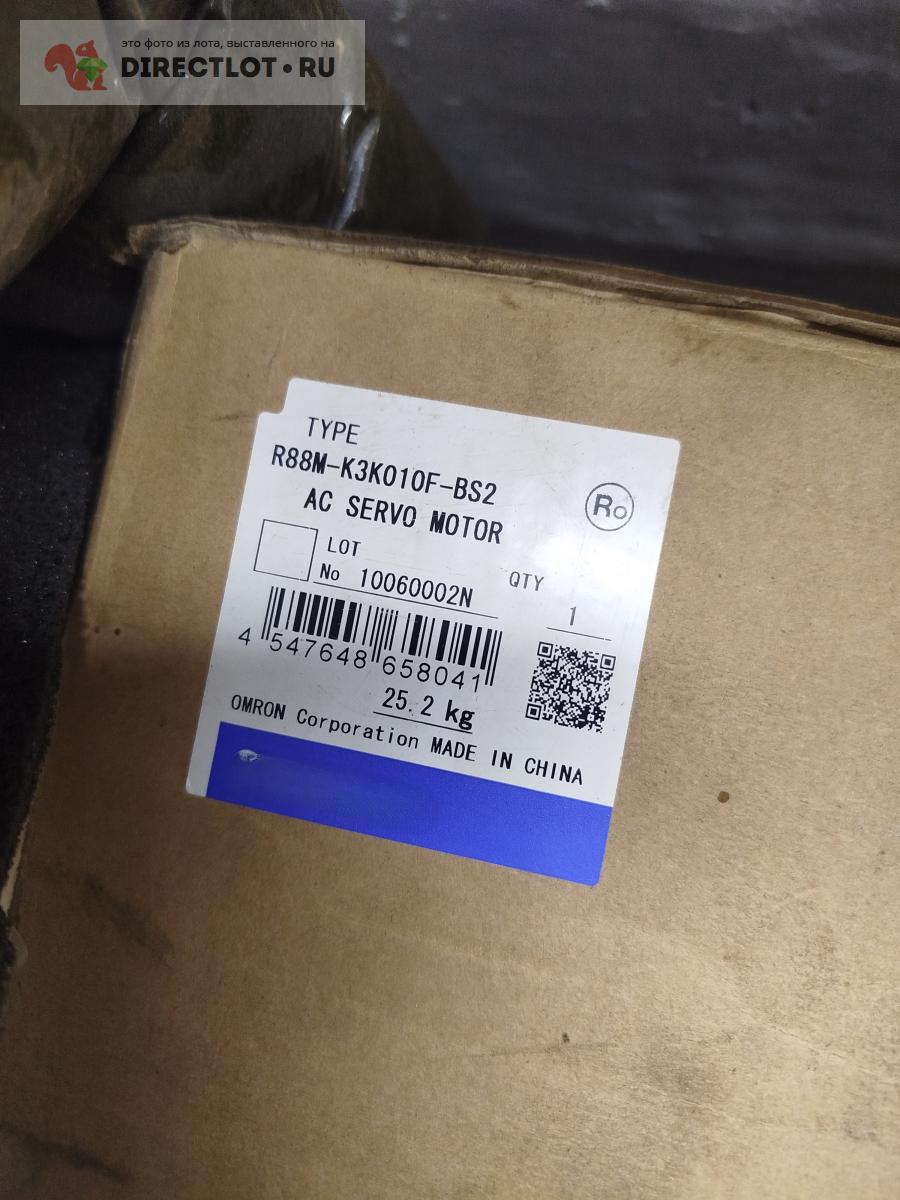 это фото из лота, выставленного на
DIRECTLOT.RU
TYPE
R88M-K3K010F-BS2
AC SERVO MOTOR
Ro
LOT
No 10060002N
QTY
1
4 547648 658041
25.2 kg
OMRON Corporation MADE IN CHINA